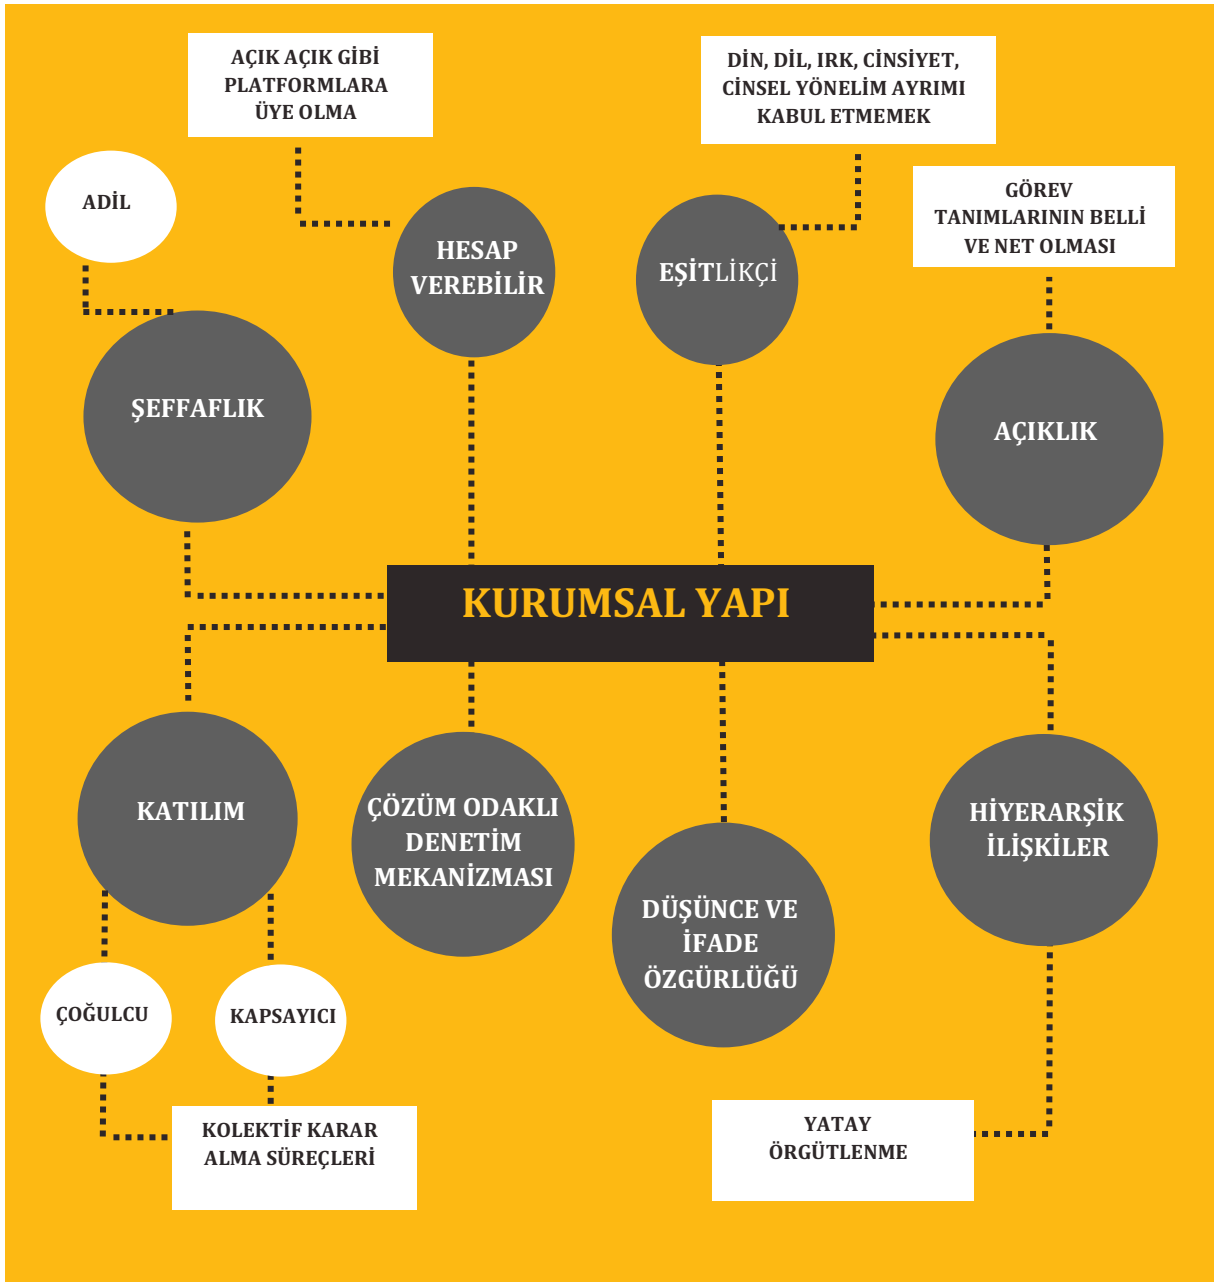 AÇIK AÇIK GİBİ
PLATFORMLARA
ÜYE OLMA
DİN, DİL, IRK, CİNSİYET,
CİNSEL YÖNELİM AYRIMI
KABUL ETMEMEK
ADİL
GÖREV
TANIMLARININ BELLİ
VE NET OLMASI
HESAP
VEREBİLİR
EŞİTLİKÇİ
ŞEFFAFLIK
AÇIKLIK
KURUMSAL YAPI
KATILIM
ÇÖZÜM ODAKLI
DENETİM
MEKANİZMASI
DÜŞÜNCE VE
İFADE
ÖZGÜRLÜĞÜ
HİYERARŞİK
İLİŞKİLER
ÇOĞULCU
KAPSAYICI
KOLEKTİF KARAR
ALMA SÜREÇLERİ
YATAY
ÖRGÜTLENME